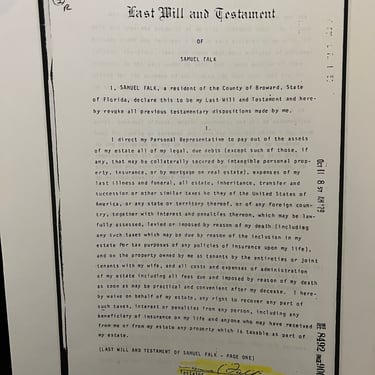 Last Will and Testament
OF
SAMUEL FALK
I, SAMUEL FALK, a resident of the County of Broward, State
of Florida, declare this to be my Last Will and Testament and here-
by revoke all previous testamentary dispositions made by me.
I.
I direct my Personal Representative to pay out of the assets
of my estate all of my legal, due debts (except such of those, if
any, that may be collaterally secured by intangible personal prop-
erty, insurance, or by mortgage on real estate), expenses of my
last illness and funeral, all estate, inheritance, transfer and
succession or other similar taxes he they of the United States of
America, or any state or territory thereof, or of any foreign coun-
try, together with interest and penalties thereon, which may be law-
fully assessed, levied or imposed by reason of my death (including
any such taxes which may be due by reason of the inclusion in my
estate for tax purposes of any policies of insurance upon my life),
and on the property owned by me as tenants by the entireties or joint
tenants with my wife, and all costs and expenses of administration
of my estate including all fees due and imposed by reason of my death
as soon as may be practical and convenient after my decease. I here-
by waive on behalf of my estate, any right to recover any part of
such taxes, interest or penalties from any person, including any
beneficiary of insurance on my life and anyone who may have received
from me or from my estate any property which is taxable as part of
my estate.
(LAST WILL AND TESTAMENT OF SAMUEL FALK - PAGE ONE)
Oct 11 8 57 AM '79